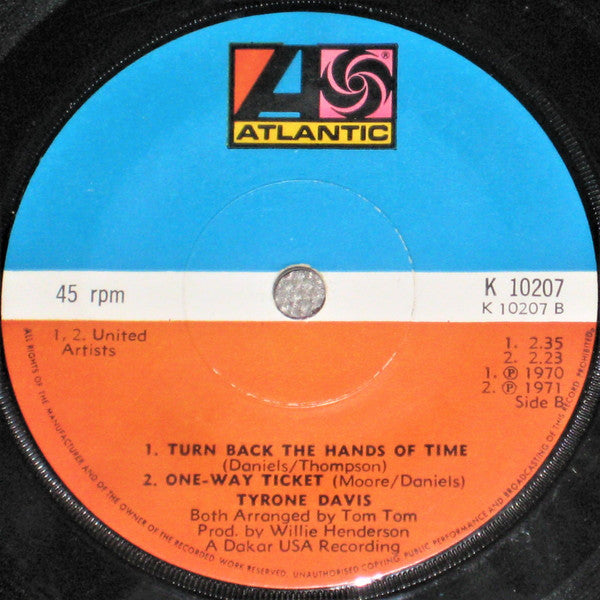 ATLANTIC
45 rpm
K 10207
K 10207 B
1, 2. United
Artists
1. 2.35
2. 2.23
1. ℗ 1970
2. ℗ 1971
Side B
1. TURN BACK THE HANDS OF TIME
(Daniels/Thompson)
2. ONE-WAY TICKET (Moore/Daniels)
TYRONE DAVIS
Both Arranged by Tom Tom
Prod. by Willie Henderson
A Dakar USA Recording
ALL RIGHTS OF THE MANUFACTURER AND OF THE OWNER OF THE RECORDED WORK RESERVED. UNAUTHORISED COPYING, PUBLIC PERFORMANCE AND BROADCASTING OF THIS RECORD PROHIBITED.